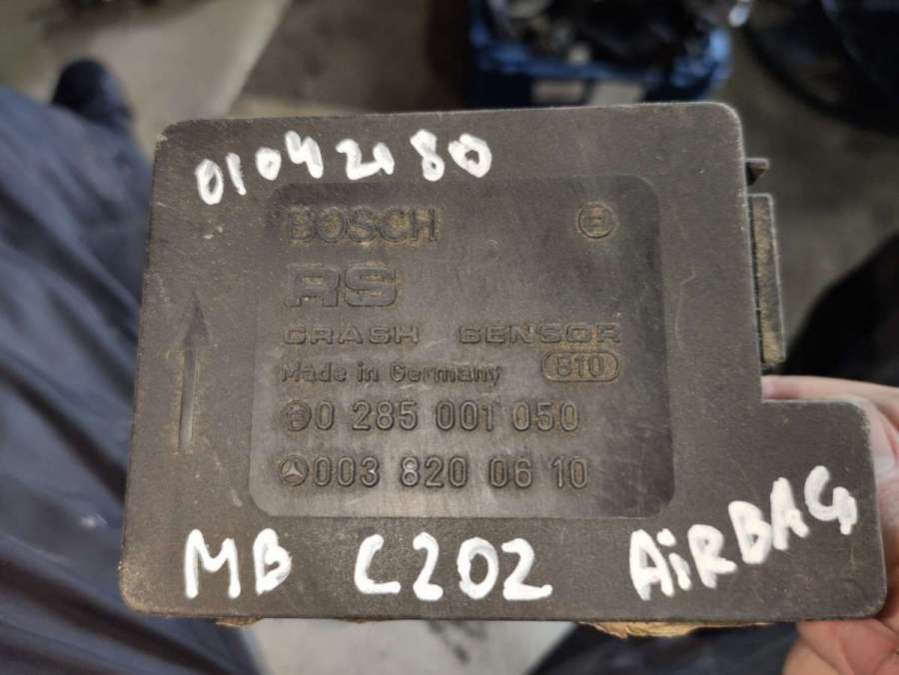 01042180
BOSCH
RS
CRASH SENSOR
Made in Germany B10
0 285 001 050
003 820 06 10
MB C202 AiRBAG